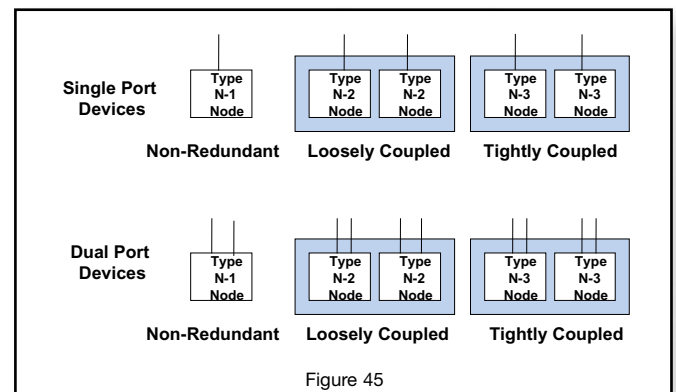 Single Port
Devices
Type
N-1
Node
Type
N-2
Node
Type
N-2
Node
Type
N-3
Node
Type
N-3
Node
Non-Redundant
Loosely Coupled
Tightly Coupled
Dual Port
Devices
Type
N-1
Node
Type
N-2
Node
Type
N-2
Node
Type
N-3
Node
Type
N-3
Node
Non-Redundant
Loosely Coupled
Tightly Coupled
Figure 45